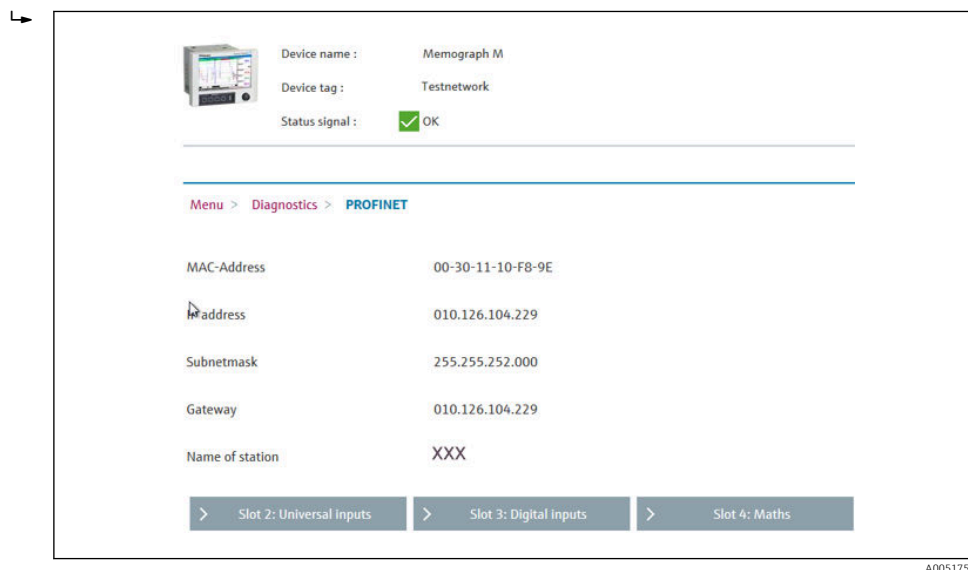 Device name : Memograph M
Device tag : Testnetwork
Status signal : OK
Menu > Diagnostics > PROFINET
MAC-Address 00-30-11-10-F8-9E
IP address 010.126.104.229
Subnetmask 255.255.252.000
Gateway 010.126.104.229
Name of station XXX
> Slot 2: Universal inputs > Slot 3: Digital inputs > Slot 4: Maths